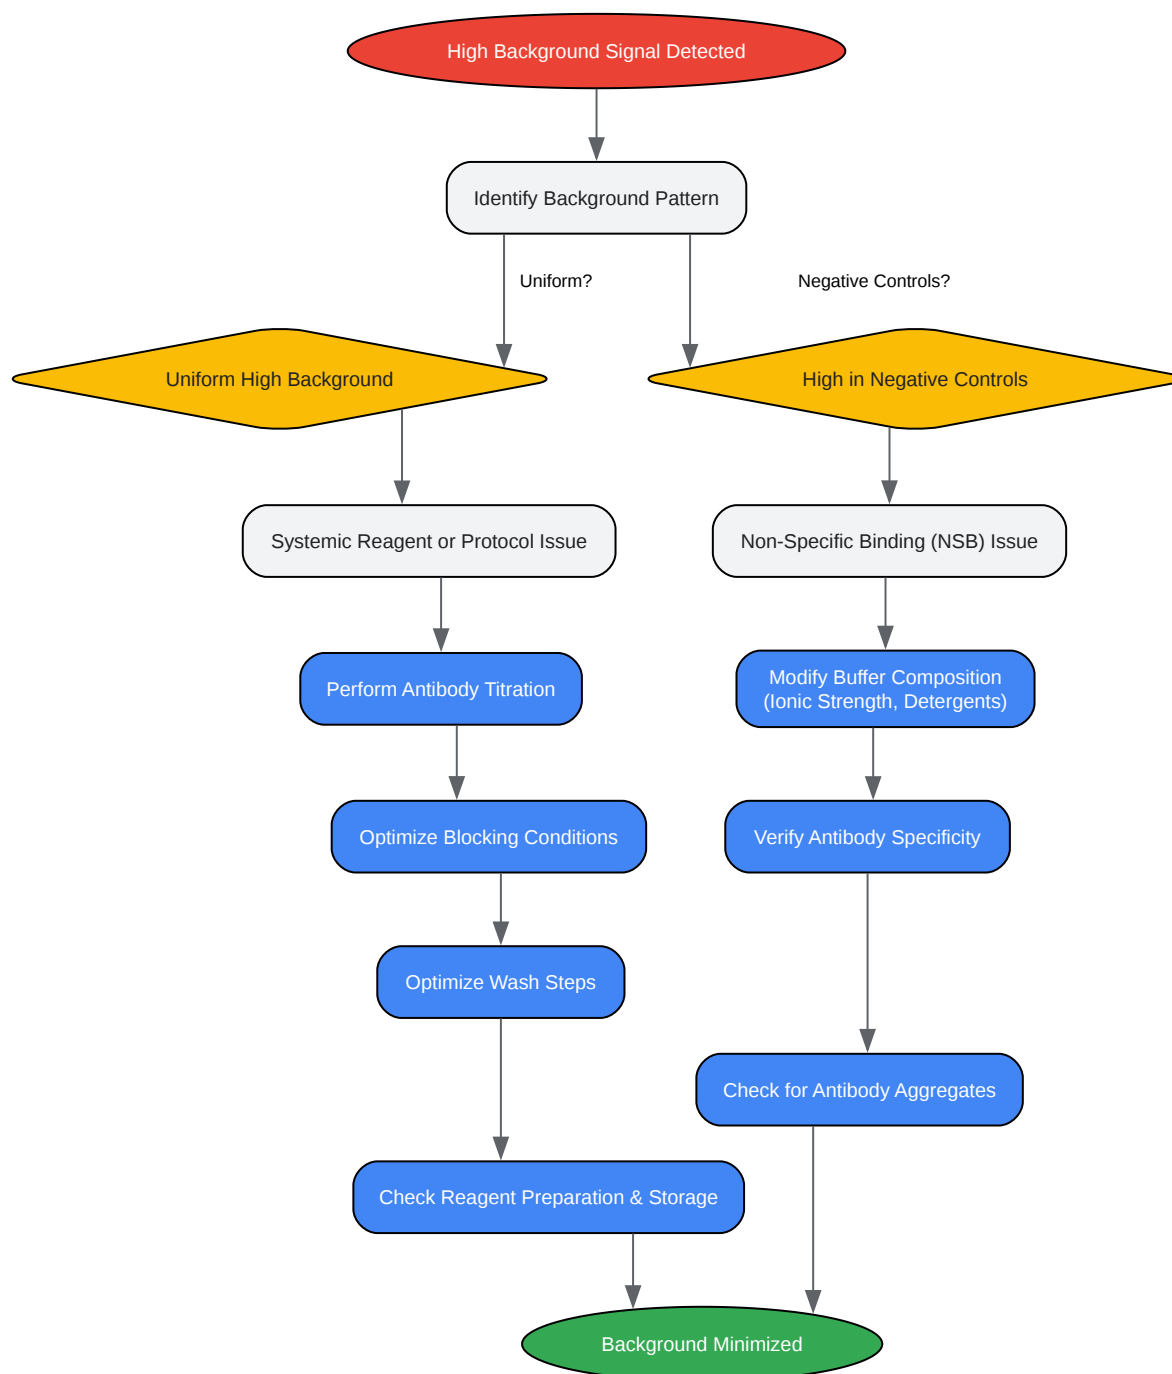 High Background Signal Detected
Identify Background Pattern
Uniform?
Negative Controls?
Uniform High Background
High in Negative Controls
Systemic Reagent or Protocol Issue
Non-Specific Binding (NSB) Issue
Perform Antibody Titration
Modify Buffer Composition
(Ionic Strength, Detergents)
Optimize Blocking Conditions
Verify Antibody Specificity
Optimize Wash Steps
Check for Antibody Aggregates
Check Reagent Preparation & Storage
Background Minimized